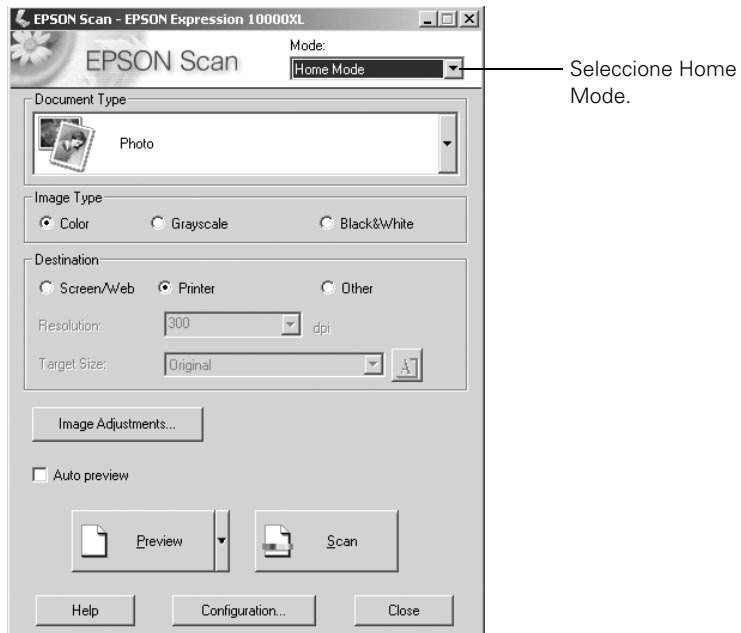 EPSON Scan - EPSON Expression 10000XL
EPSON Scan
Mode:
Home Mode
Seleccione Home
Mode.
Document Type
Photo
Image Type
Color Grayscale Black&White
Destination
Screen/Web Printer Other
Resolution: 300 dpi
Target Size: Original
A
Image Adjustments...
Auto preview
Preview Scan
Help Configuration... Close